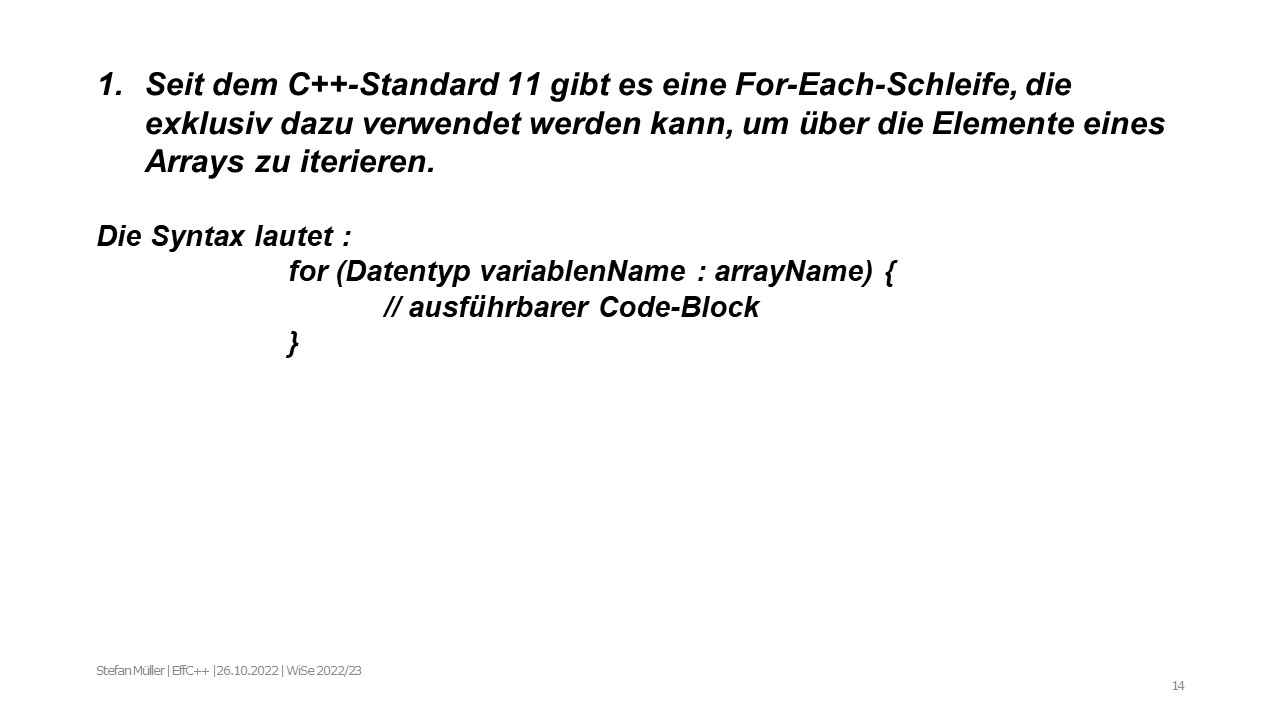 1. Seit dem C++-Standard 11 gibt es eine For-Each-Schleife, die
exklusiv dazu verwendet werden kann, um über die Elemente eines
Arrays zu iterieren.
Die Syntax lautet :
for (Datentyp variablenName : arrayName) {
// ausführbarer Code-Block
}
Stefan Müller | EffC++ |26.10.2022 | WiSe 2022/23
14